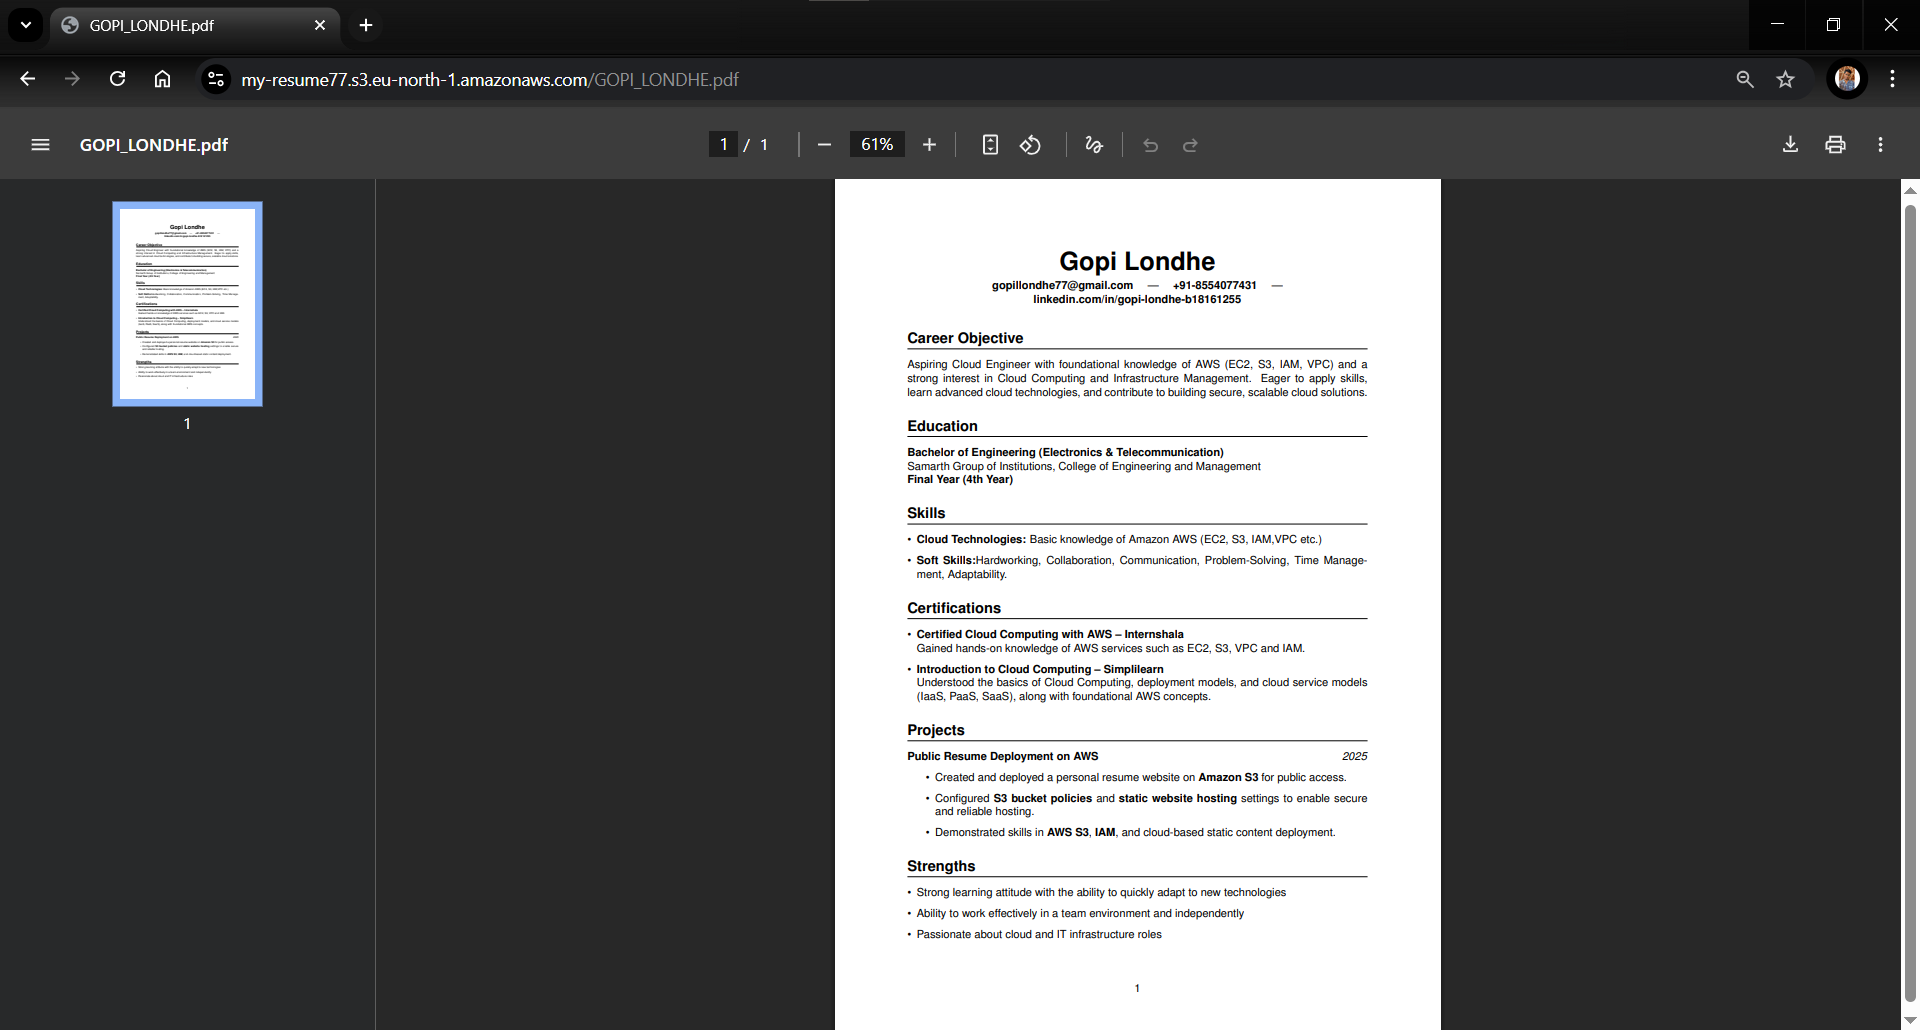 GOPI_LONDHE.pdf
my-resume77.s3.eu-north-1.amazonaws.com/GOPI_LONDHE.pdf
GOPI_LONDHE.pdf
1 / 1
61%
1
Gopi Londhe
gopillondhe77@gmail.com — +91-8554077431 —
linkedin.com/in/gopi-londhe-b18161255
Career Objective
Aspiring Cloud Engineer with foundational knowledge of AWS (EC2, S3, IAM, VPC) and a
strong interest in Cloud Computing and Infrastructure Management. Eager to apply skills,
learn advanced cloud technologies, and contribute to building secure, scalable cloud solutions.
Education
Bachelor of Engineering (Electronics & Telecommunication)
Samarth Group of Institutions, College of Engineering and Management
Final Year (4th Year)
Skills
• Cloud Technologies: Basic knowledge of Amazon AWS (EC2, S3, IAM,VPC etc.)
• Soft Skills:Hardworking, Collaboration, Communication, Problem-Solving, Time Manage-
ment, Adaptability.
Certifications
• Certified Cloud Computing with AWS – Internshala
Gained hands-on knowledge of AWS services such as EC2, S3, VPC and IAM.
• Introduction to Cloud Computing – Simplilearn
Understood the basics of Cloud Computing, deployment models, and cloud service models
(IaaS, PaaS, SaaS), along with foundational AWS concepts.
Projects
Public Resume Deployment on AWS 2025
• Created and deployed a personal resume website on Amazon S3 for public access.
• Configured S3 bucket policies and static website hosting settings to enable secure
and reliable hosting.
• Demonstrated skills in AWS S3, IAM, and cloud-based static content deployment.
Strengths
• Strong learning attitude with the ability to quickly adapt to new technologies
• Ability to work effectively in a team environment and independently
• Passionate about cloud and IT infrastructure roles
1